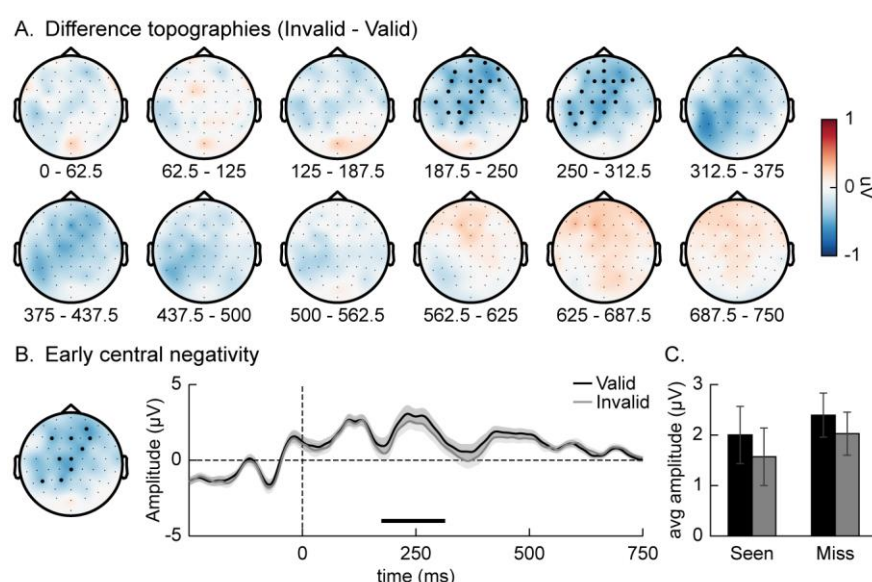 A. Difference topographies (Invalid - Valid)
0 - 62.5 62.5 - 125 125 - 187.5 187.5 - 250 250 - 312.5 312.5 - 375
1
0
-1
uV
375 - 437.5 437.5 - 500 500 - 562.5 562.5 - 625 625 - 687.5 687.5 - 750
B. Early central negativity
Amplitude (μV)
5
0
-5
Valid
Invalid
0 250 500 750
time (ms)
C.
avg amplitude (μV)
3
2
1
0
Seen Miss